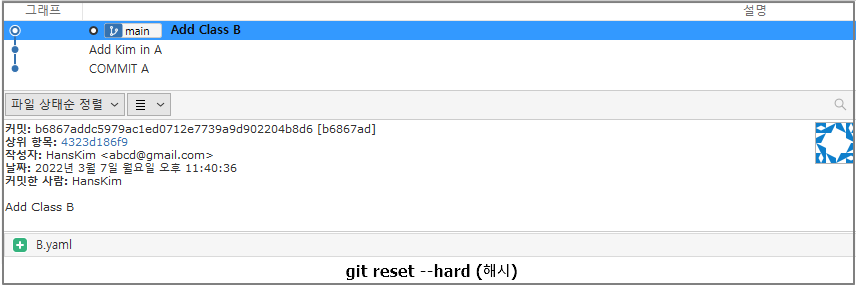 그래프 설명
main Add Class B
Add Kim in A
COMMIT A
파일 상태순 정렬
커밋: b6867addc5979ac1ed0712e7739a9d902204b8d6 [b6867ad]
상위 항목: 4323d186f9
작성자: HansKim <abcd@gmail.com>
날짜: 2022년 3월 7일 월요일 오후 11:40:36
커밋한 사람: HansKim
Add Class B
B.yaml
git reset --hard (해시)